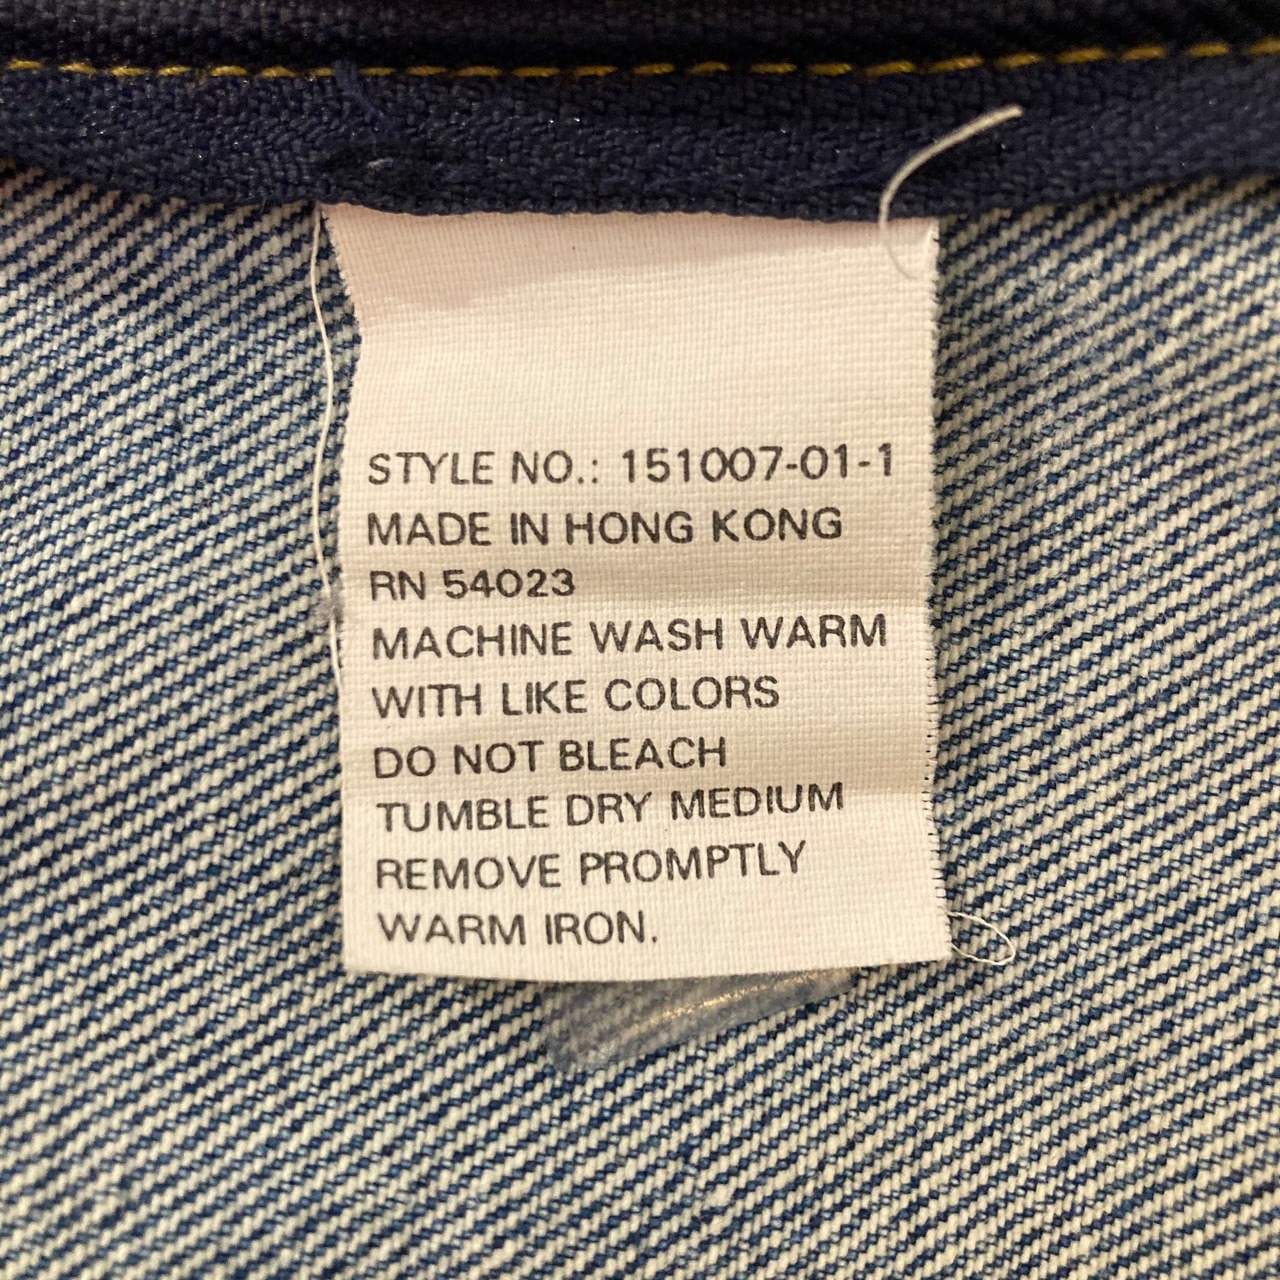 STYLE NO.: 151007-01-1
MADE IN HONG KONG
RN 54023
MACHINE WASH WARM
WITH LIKE COLORS
DO NOT BLEACH
TUMBLE DRY MEDIUM
REMOVE PROMPTLY
WARM IRON.